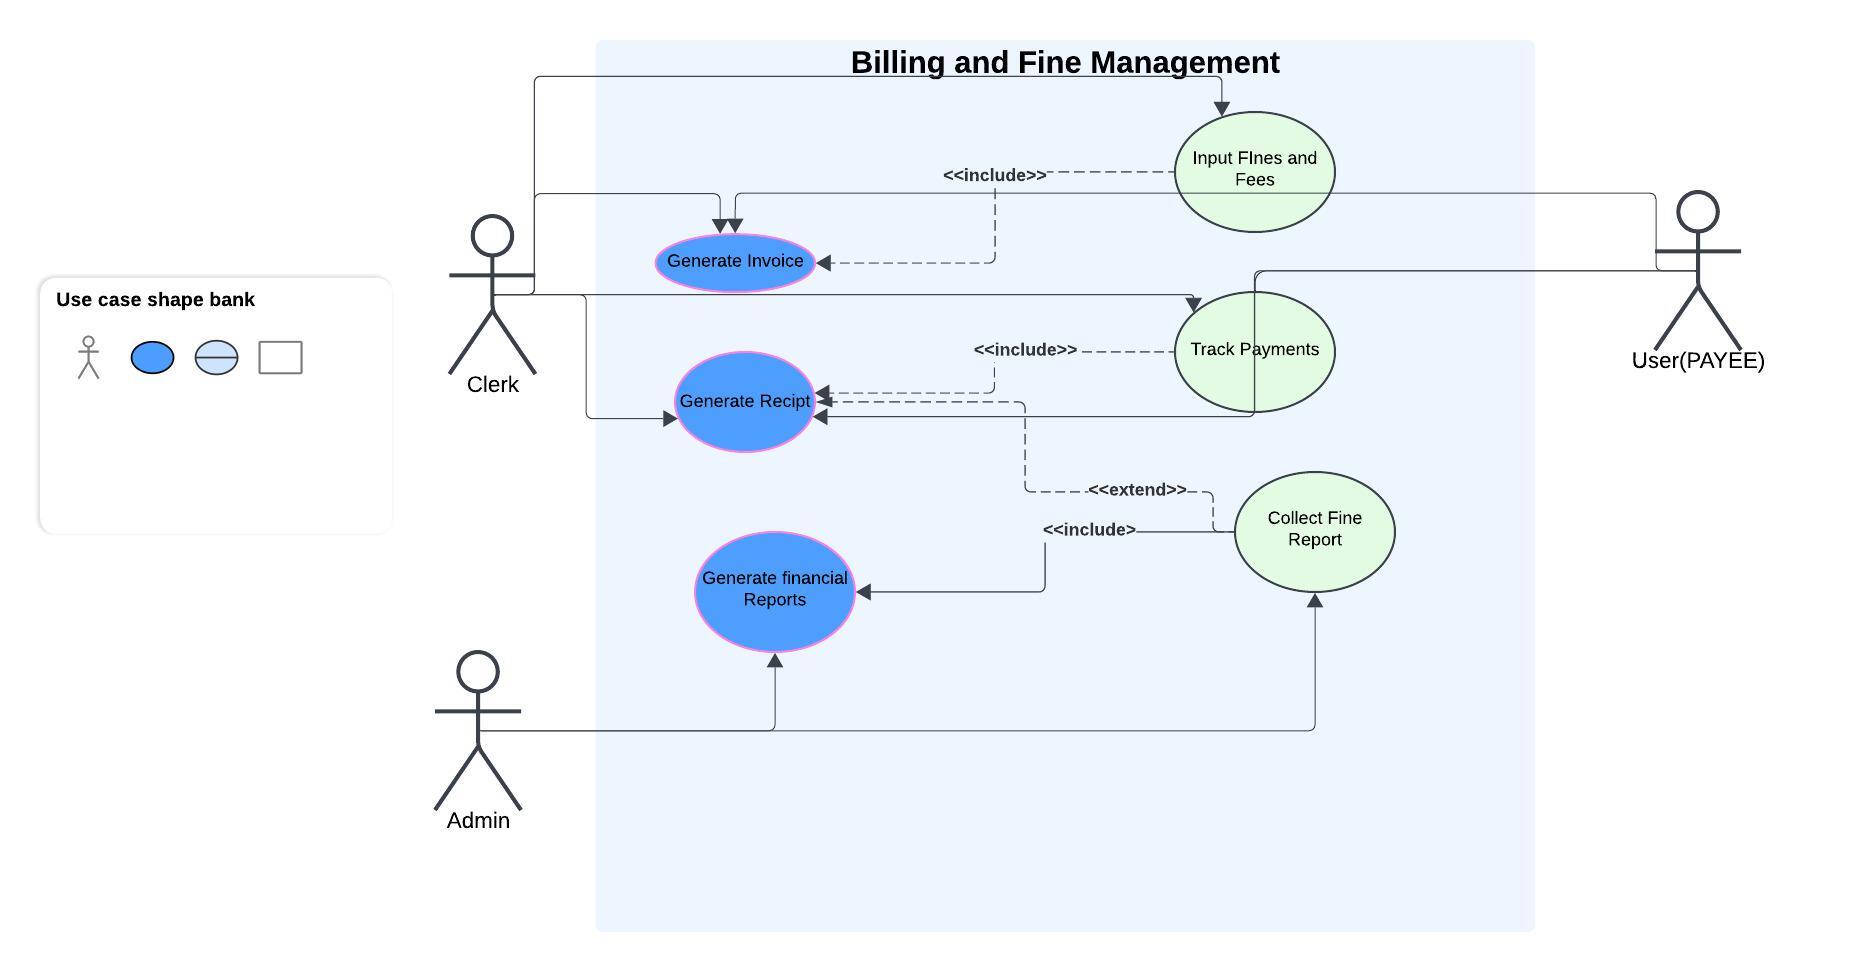 Billing and Fine Management
Input FInes and
Fees
<<include>>
Generate Invoice
Use case shape bank
Clerk
User(PAYEE)
<<include>>
Track Payments
Generate Recipt
<<extend>>
Collect Fine
Report
<<include>
Generate financial
Reports
Admin